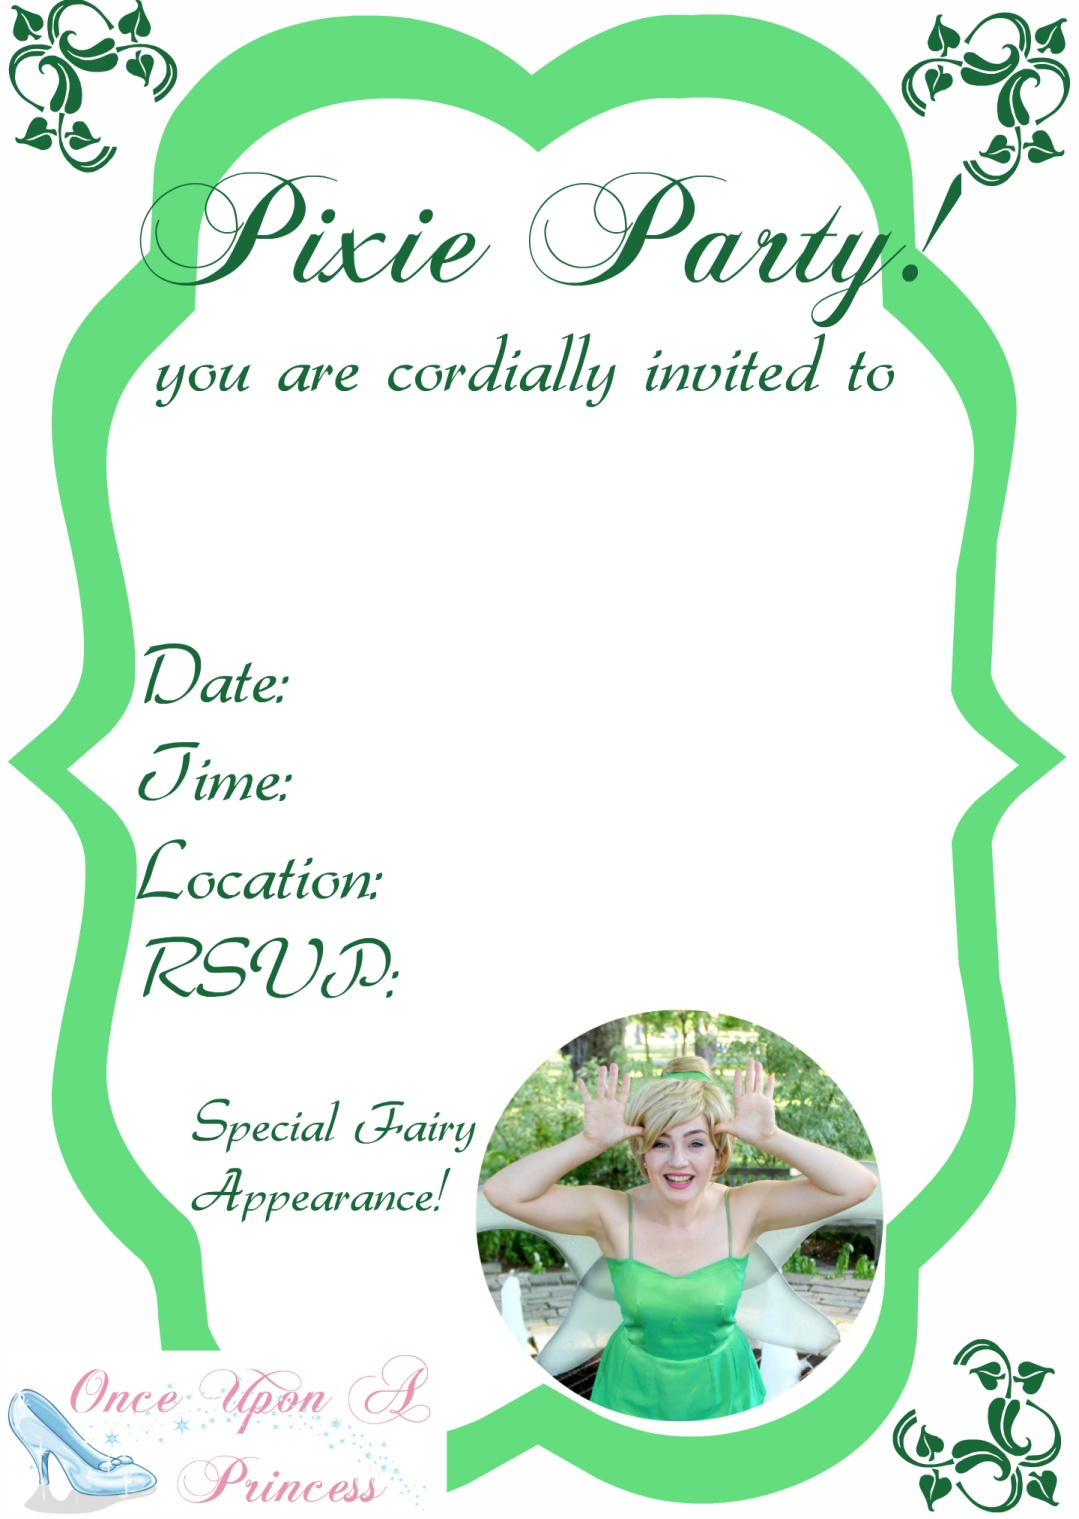 Pixie Party!
you are cordially invited to
Date:
Time:
Location:
RSVP:
Special Fairy
Appearance!
Once Upon A
Princess